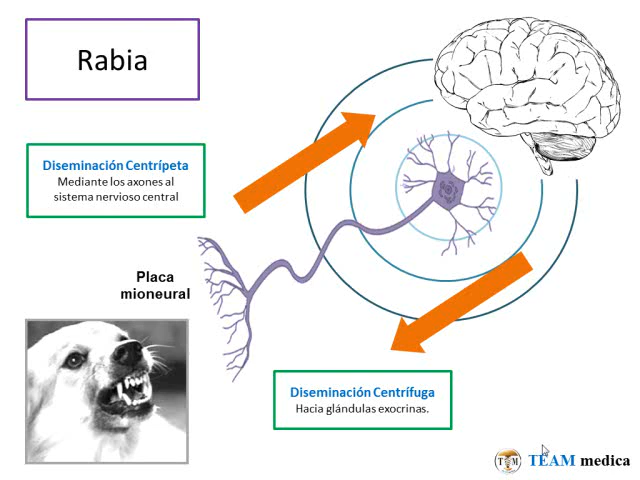 Rabia
Diseminación Centrípeta
Mediante los axones al
sistema nervioso central
Placa
mioneural
Diseminación Centrífuga
Hacia glándulas exocrinas.
TEAM medica